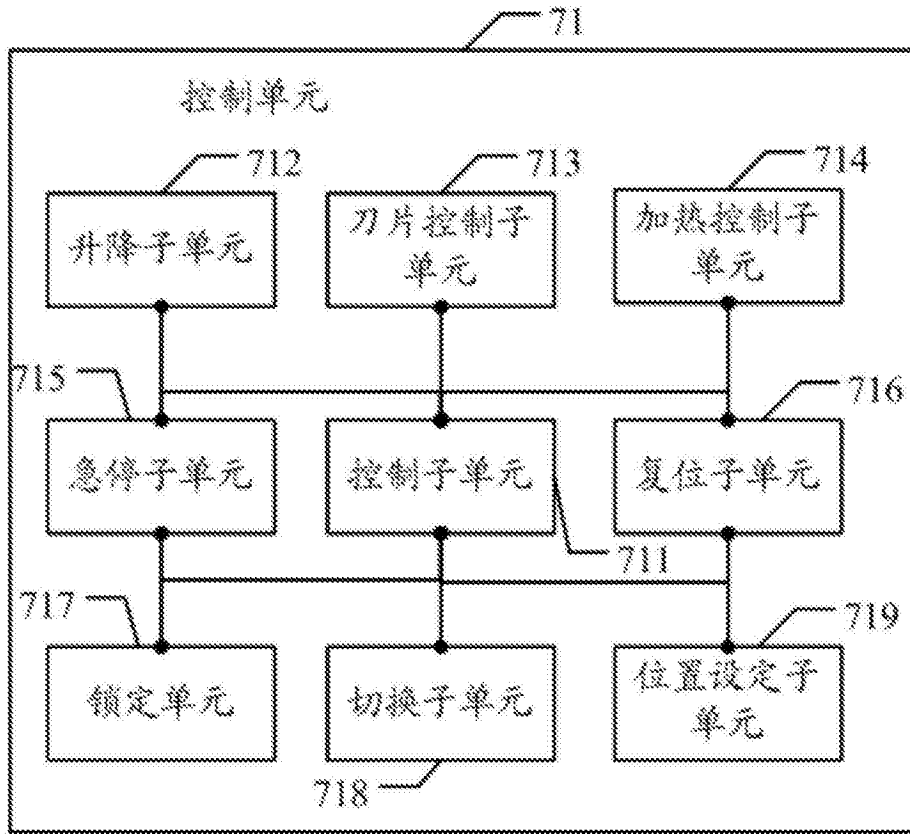 71
控制单元
712
713
714
升降子单元
刀片控制子
单元
加热控制子
单元
715
716
急停子单元
控制子单元
复位子单元
711
717
719
锁定单元
切换子单元
位置设定子
单元
718